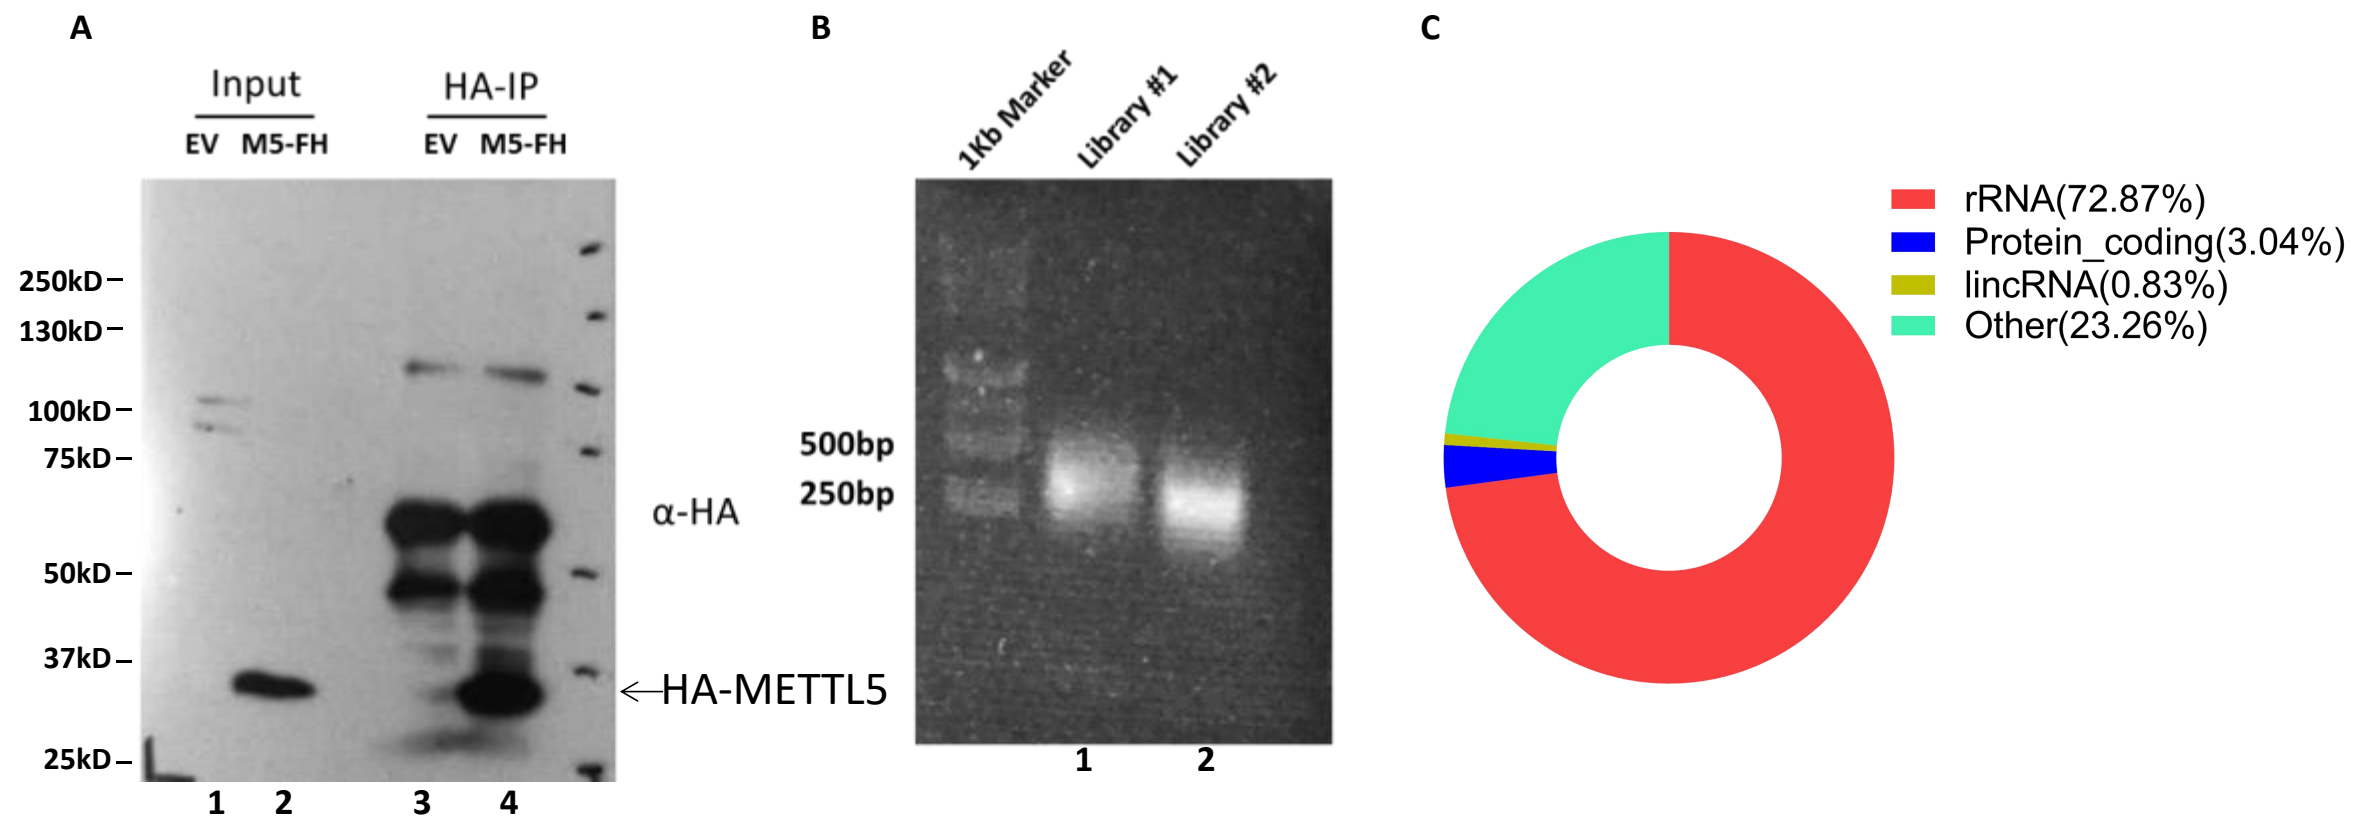 A
Input
HA-IP
EV M5-FH
EV M5-FH
250kD
130kD
100kD
75kD
50kD
37kD
25kD
α-HA
HA-METTL5
1 2 3 4
B
1Kb Marker
Library #1
Library #2
500bp
250bp
1 2
C
rRNA(72.87%)
Protein_coding(3.04%)
lincRNA(0.83%)
Other(23.26%)